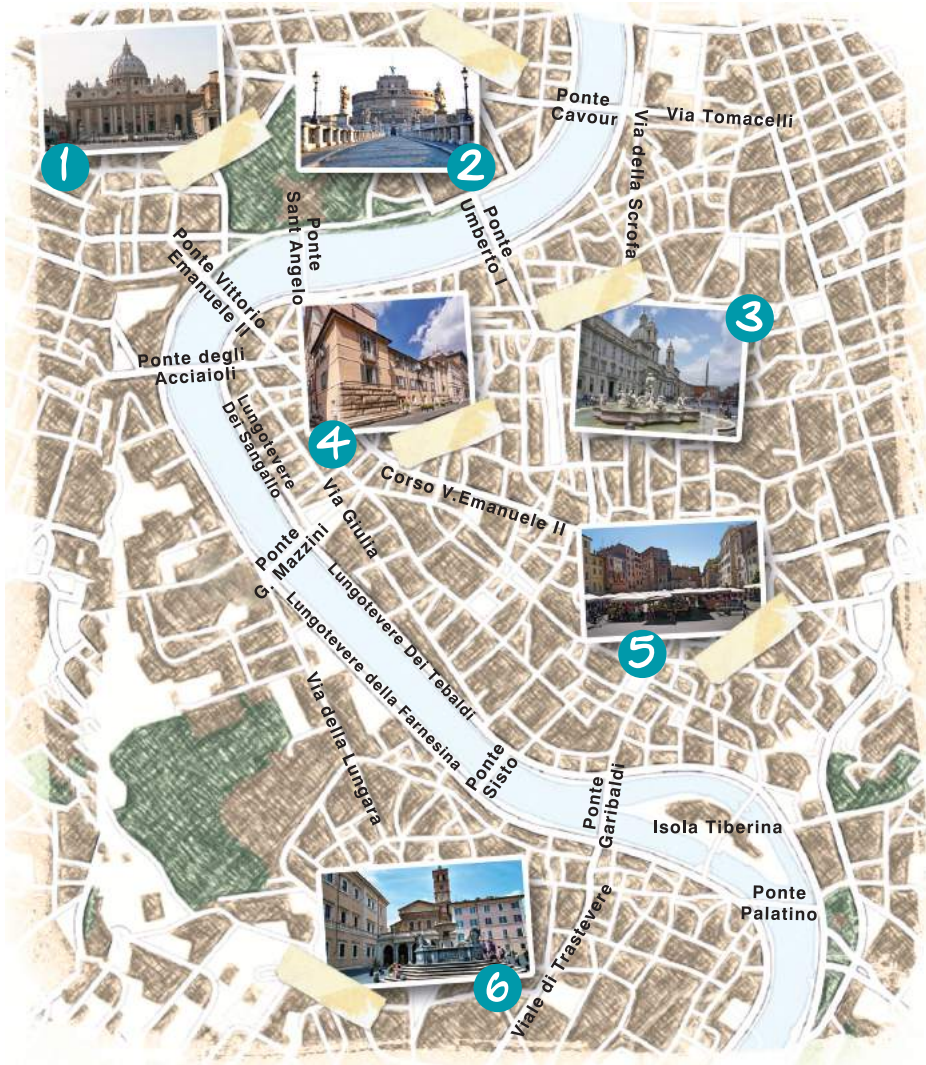 1
2
Ponte
Cavour
Via Tomacelli
Via della Scrofa
Ponte
Sant Angelo
Ponte
Umberto I
Ponte Vittorio
Emanuele II
3
Ponte degli
Acciaioli
4
Lungotevere
Dei Sangallo
Corso V.Emanuele II
Via Giulia
Ponte
G. Mazzini
5
Lungotevere Dei Tebaldi
Lungotevere della Farnesina
Via della Lungara
Ponte
Sisto
Ponte
Garibaldi
Isola Tiberina
Ponte
Palatino
Viale di Trastevere
6